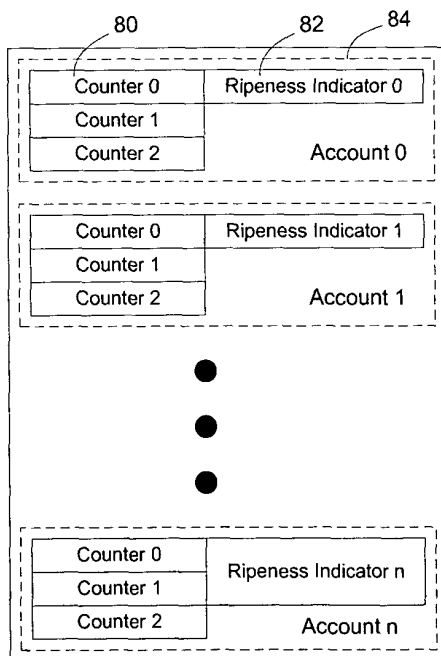 80
82
84
Counter 0 Ripeness Indicator 0
Counter 1
Counter 2 Account 0
Counter 0 Ripeness Indicator 1
Counter 1
Counter 2 Account 1
Counter 0
Ripeness Indicator n
Counter 1
Counter 2 Account n